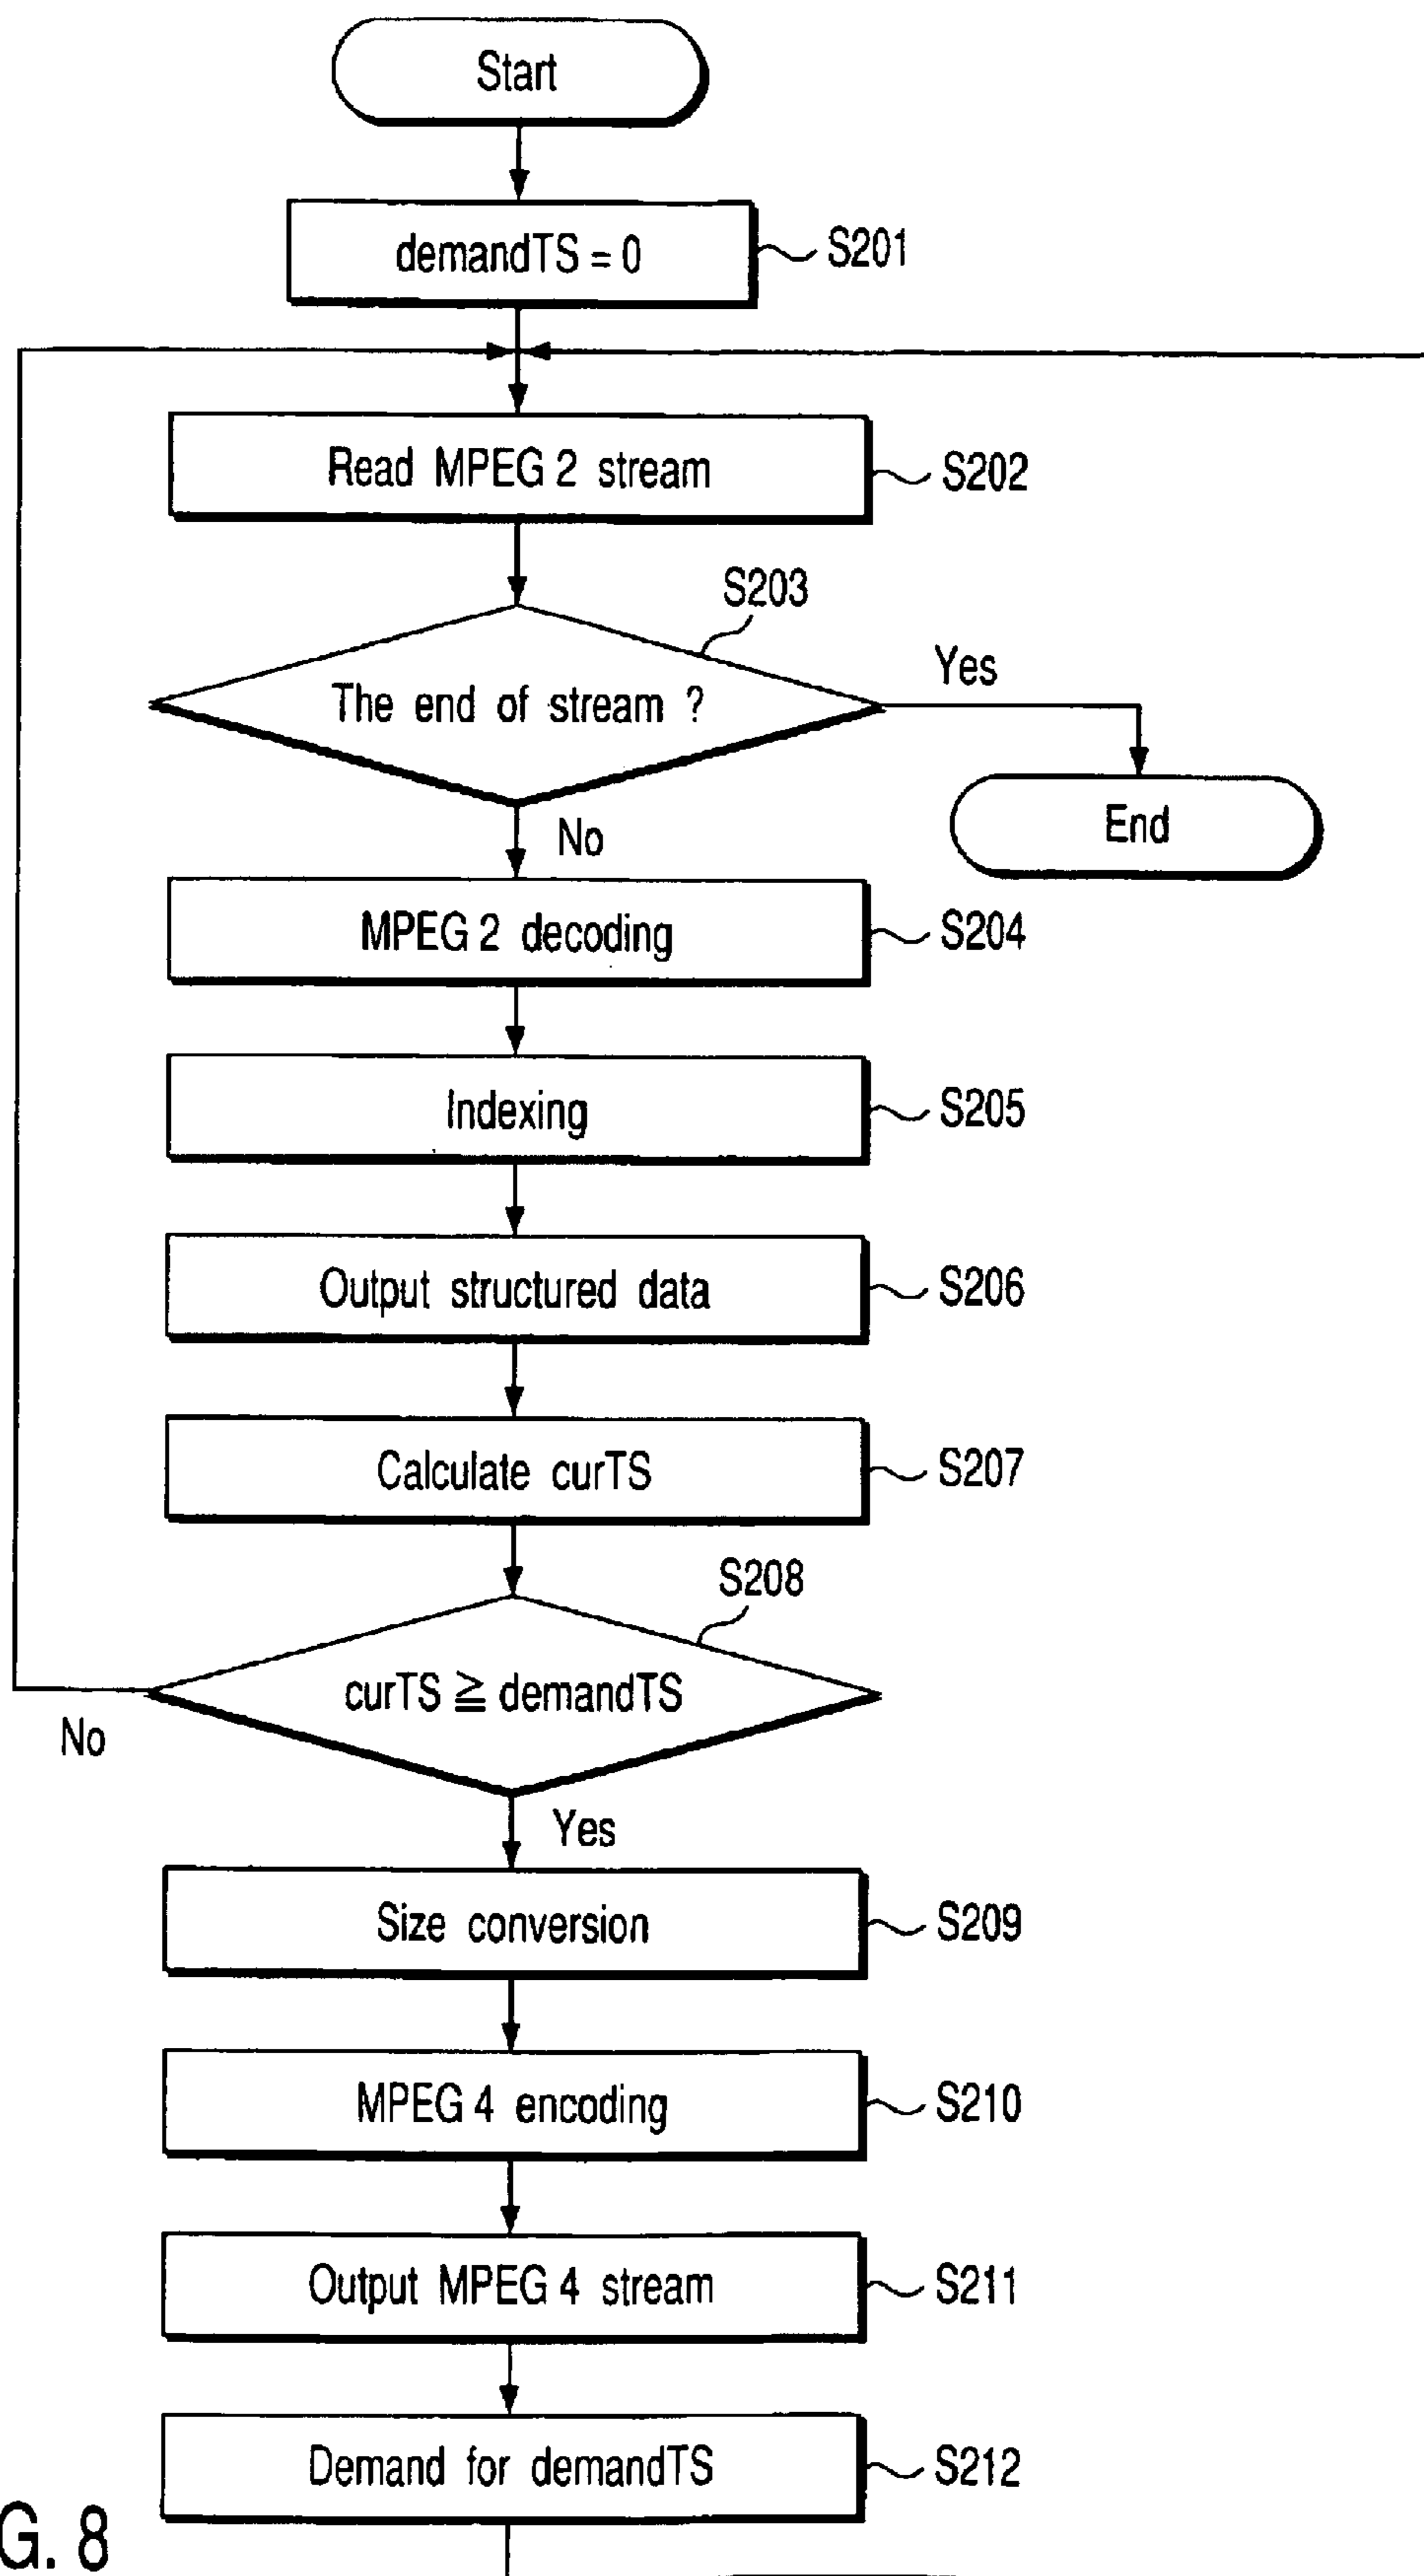 Start
demandTS = 0
S201
Read MPEG 2 stream
S202
S203
The end of stream ?
Yes
End
No
MPEG 2 decoding
S204
Indexing
S205
Output structured data
S206
Calculate curTS
S207
S208
curTS ≧ demandTS
No
Yes
Size conversion
S209
MPEG 4 encoding
S210
Output MPEG 4 stream
S211
Demand for demandTS
S212
G. 8